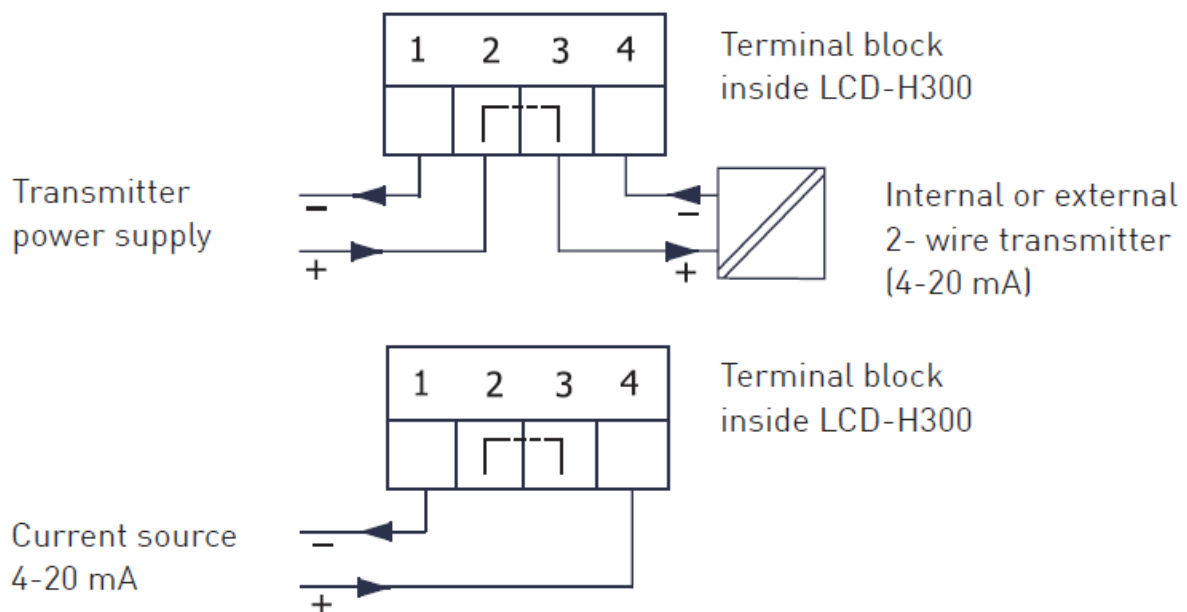 1 2 3 4
Terminal block
inside LCD-H300
Transmitter
power supply
-
+
-
+
Internal or external
2- wire transmitter
(4-20 mA)
1 2 3 4
Terminal block
inside LCD-H300
Current source
4-20 mA
-
+